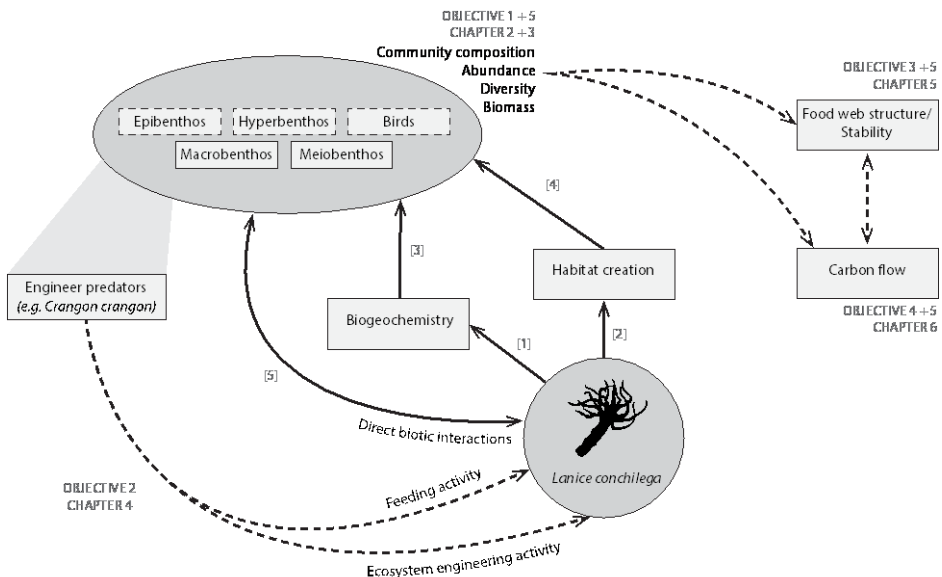 OBJECTIVE 1 + 5
CHAPTER 2 + 3
Community composition
Abundance
Diversity
Biomass
OBJECTIVE 3 + 5
CHAPTER 5
Food web structure/
Stability
Epibenthos
Hyperbenthos
Birds
Macrobenthos
Meiobenthos
[4]
[3]
Habitat creation
Carbon flow
OBJECTIVE 4 + 5
CHAPTER 6
Engineer predators
(e.g. Crangon crangon)
Biogeochemistry
[1]
[2]
[5]
Direct biotic interactions
Lanice conchilega
OBJECTIVE 2
CHAPTER 4
Feeding activity
Ecosystem engineering activity